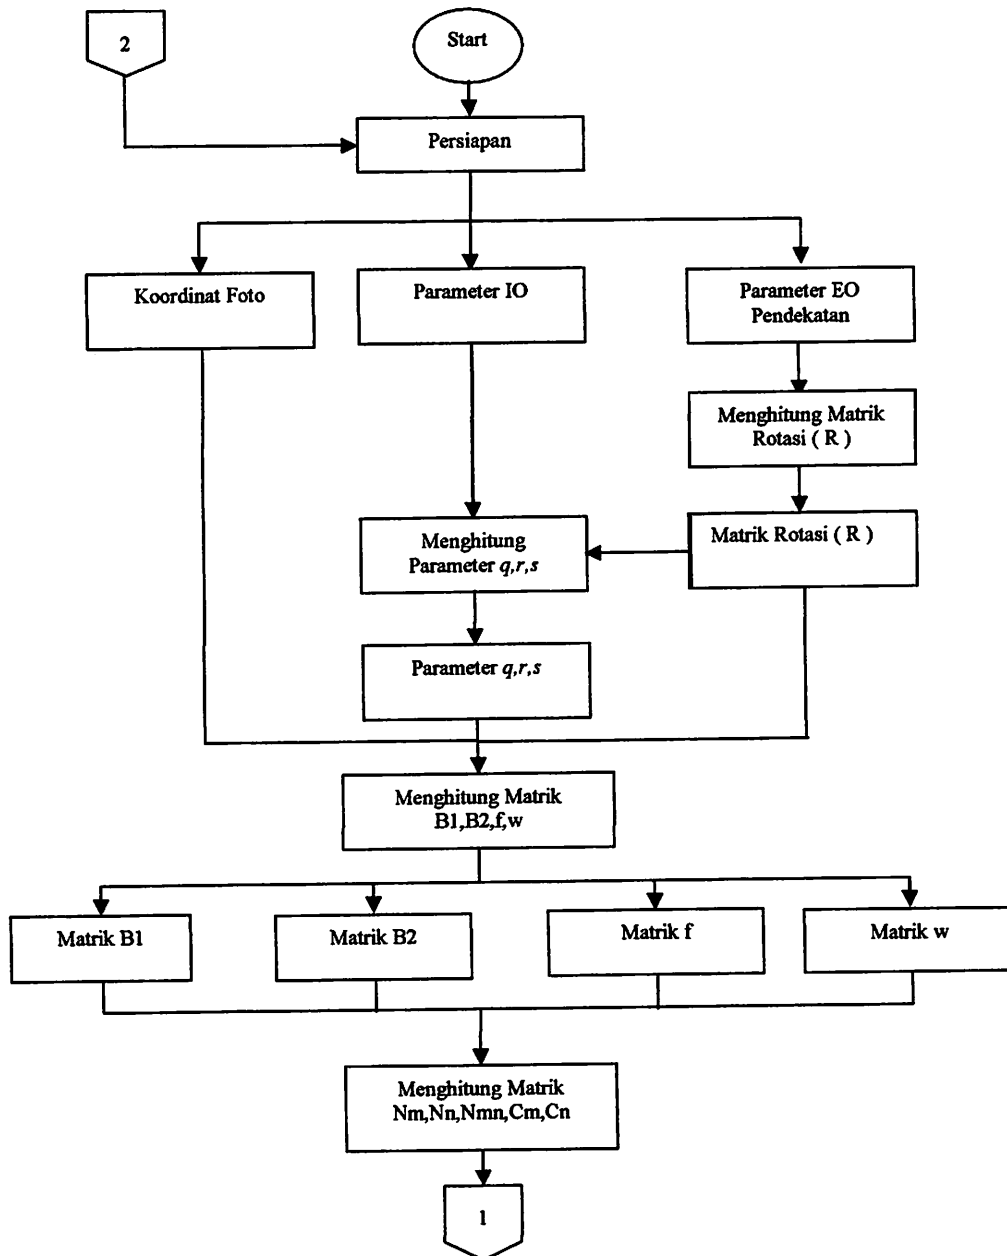 2
Start
Persiapan
Koordinat Foto
Parameter IO
Parameter EO
Pendekatan
Menghitung Matrik
Rotasi ( R )
Matrik Rotasi ( R )
Menghitung
Parameter q,r,s
Parameter q,r,s
Menghitung Matrik
B1,B2,f,w
Matrik B1
Matrik B2
Matrik f
Matrik w
Menghitung Matrik
Nm,Nn,Nmn,Cm,Cn
1